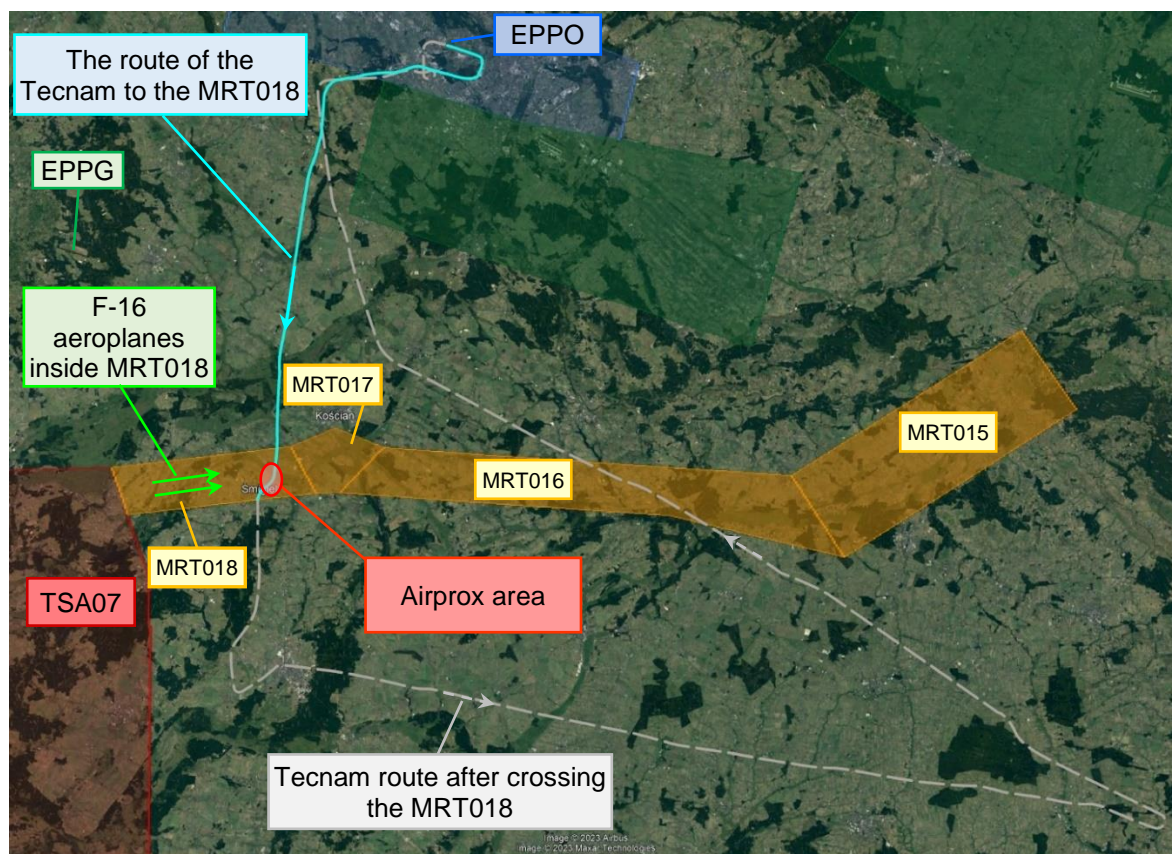 EPPO
The route of the
Tecnam to the MRT018
EPPG
F-16
aeroplanes
inside MRT018
MRT017
Kościan
MRT015
MRT016
MRT018
TSA07
Airprox area
Tecnam route after crossing
the MRT018
Image © 2023 Airbus
Image © 2023 Maxar Technologies